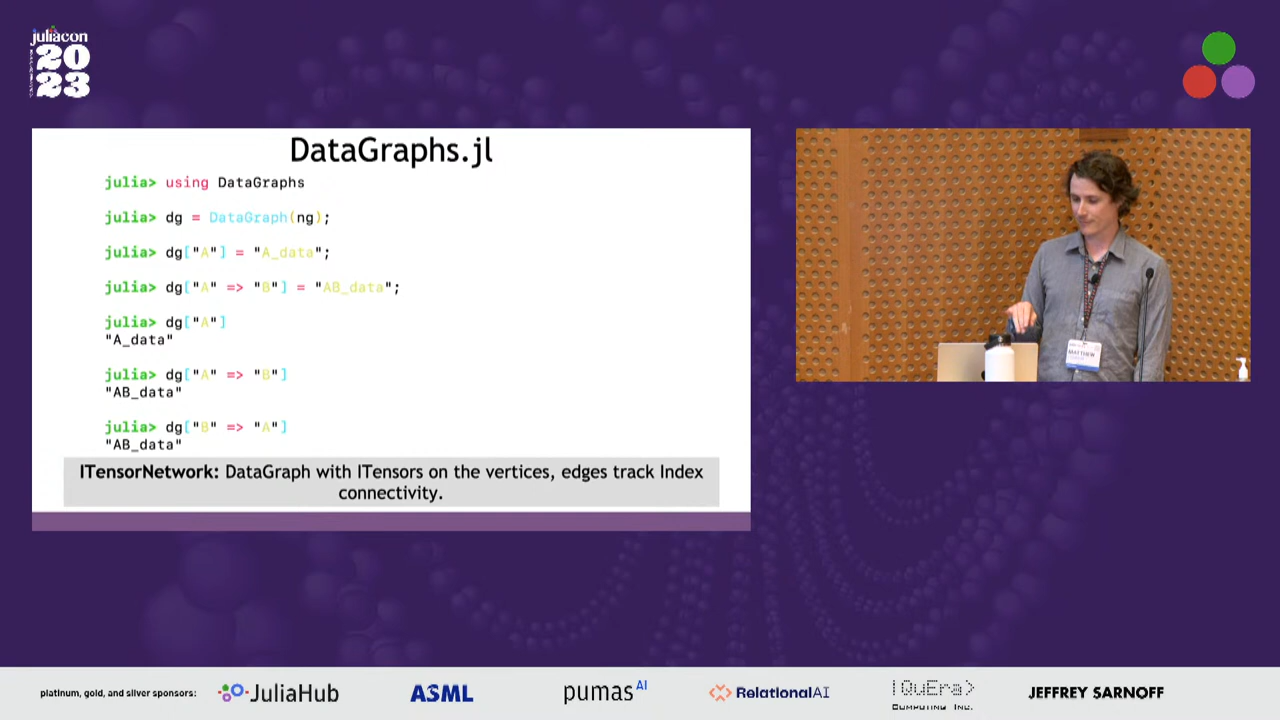 juliacon
2023
DataGraphs.jl
julia> using DataGraphs
julia> dg = DataGraph(ng);
julia> dg["A"] = "A_data";
julia> dg["A" => "B"] = "AB_data";
julia> dg["A"]
"A_data"
julia> dg["A" => "B"]
"AB_data"
julia> dg["B" => "A"]
"AB_data"
ITensorNetwork: DataGraph with ITensors on the vertices, edges track Index
connectivity.
MATTHEW
platinum, gold, and silver sponsors:
JuliaHub
ASML
pumasAI
RelationalAI
|QuEra>
COMPUTING INC.
JEFFREY SARNOFF